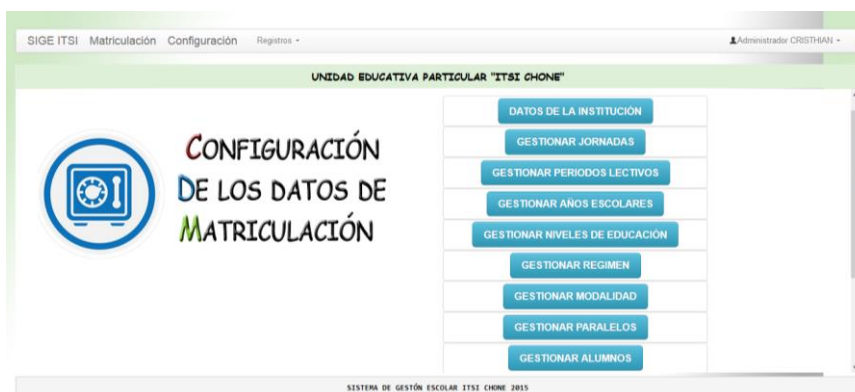 SIGE ITSI Matriculación Configuración Registros
Administrador CRISTHIAN
UNIDAD EDUCATIVA PARTICULAR "ITSI CHONE"
CONFIGURACIÓN
DE LOS DATOS DE
MATRICULACIÓN
DATOS DE LA INSTITUCIÓN
GESTIONAR JORNADAS
GESTIONAR PERIODOS LECTIVOS
GESTIONAR AÑOS ESCOLARES
GESTIONAR NIVELES DE EDUCACIÓN
GESTIONAR REGIMEN
GESTIONAR MODALIDAD
GESTIONAR PARALELOS
GESTIONAR ALUMNOS
SISTEMA DE GESTÓN ESCOLAR ITSI CHONE 2015